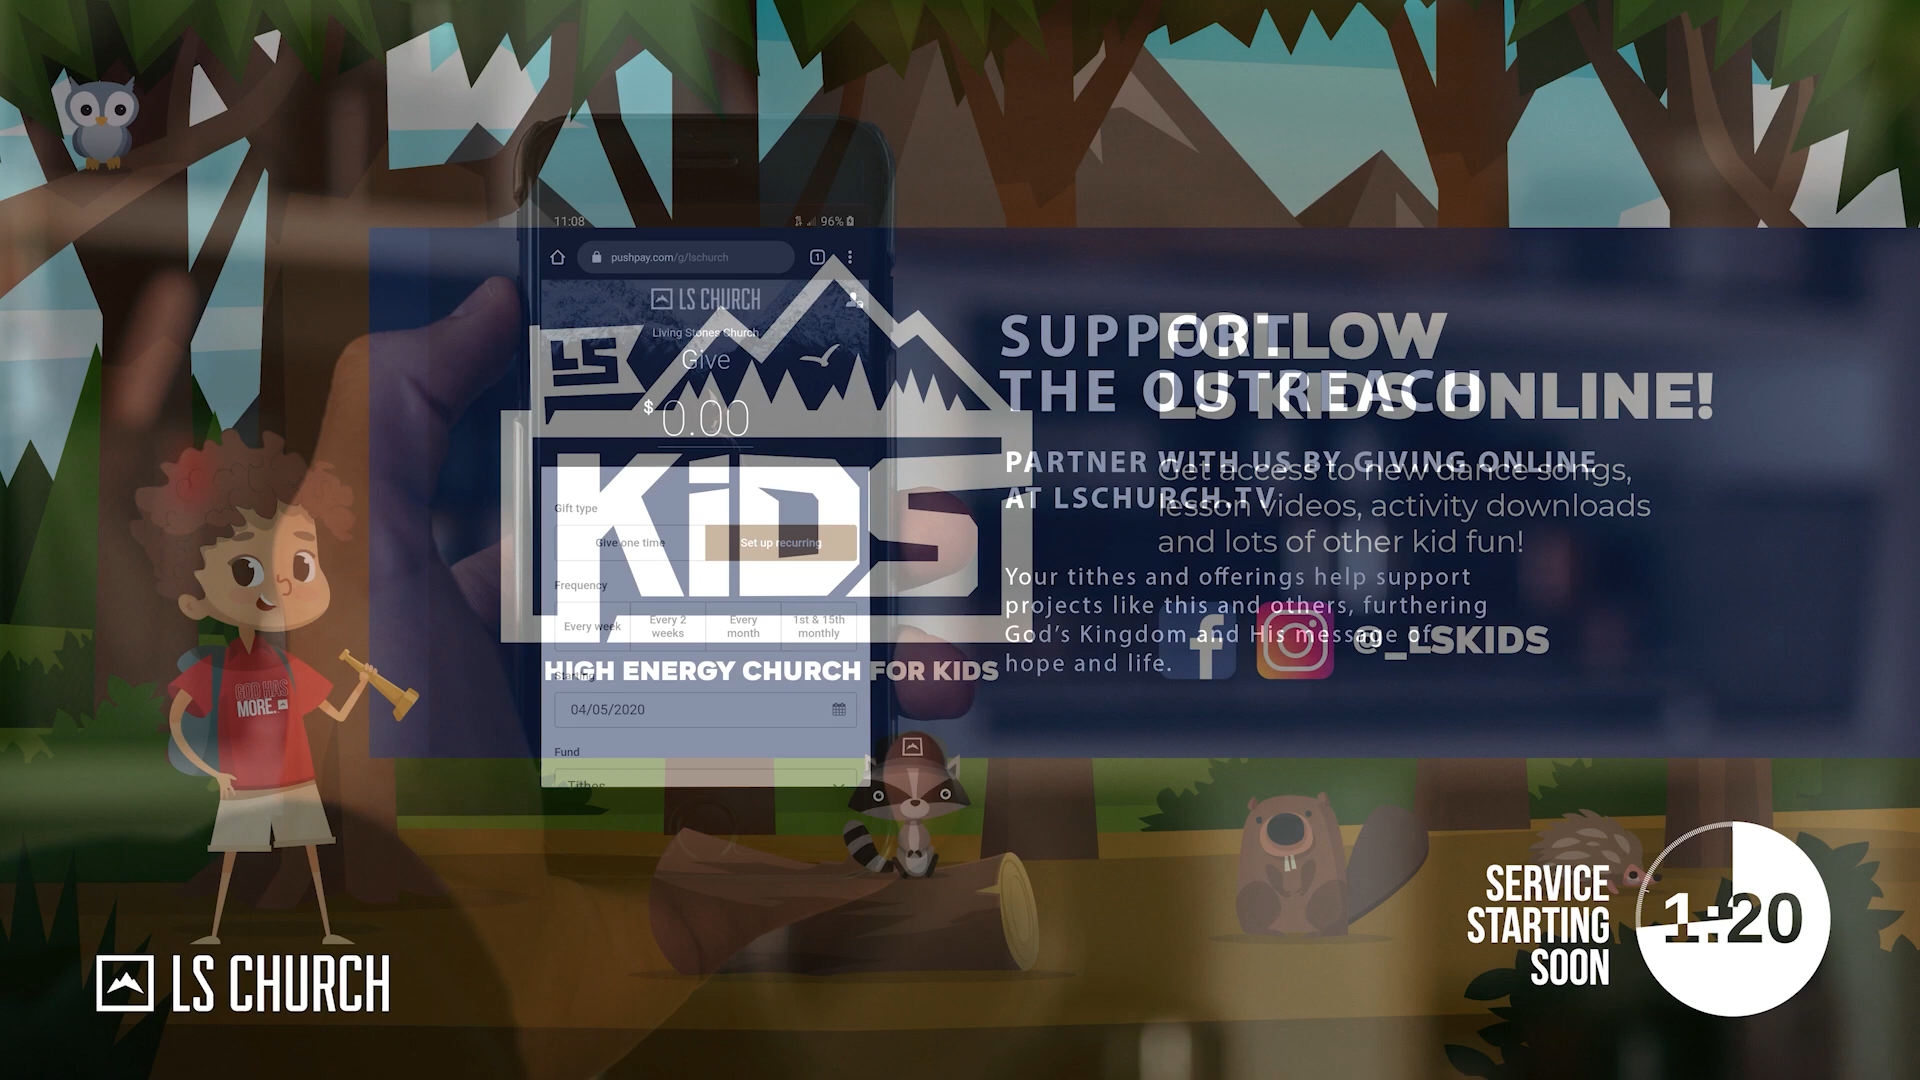 11:08
96%
pushpay.com/g/lschurch
1
LS CHURCH
Living Stones Church
Give
$0.00
Gift type
Give one time
Set up recurring
Frequency
Every week
Every 2 weeks
Every month
1st & 15th monthly
Starting
04/05/2020
Fund
Tithes
LS
KiDS
HIGH ENERGY CHURCH FOR KIDS
SUPPORT
THE OUTREACH
PARTNER WITH US BY GIVING ONLINE
AT LSCHURCH.TV
Your tithes and offerings help support
projects like this and others, furthering
God's Kingdom and His message of
hope and life.
FOLLOW
LS KIDS ONLINE!
Get access to new dance songs,
lesson videos, activity downloads
and lots of other kid fun!
@_LSKIDS
GOD HAS
MORE.
LS CHURCH
SERVICE
STARTING
SOON
1:20